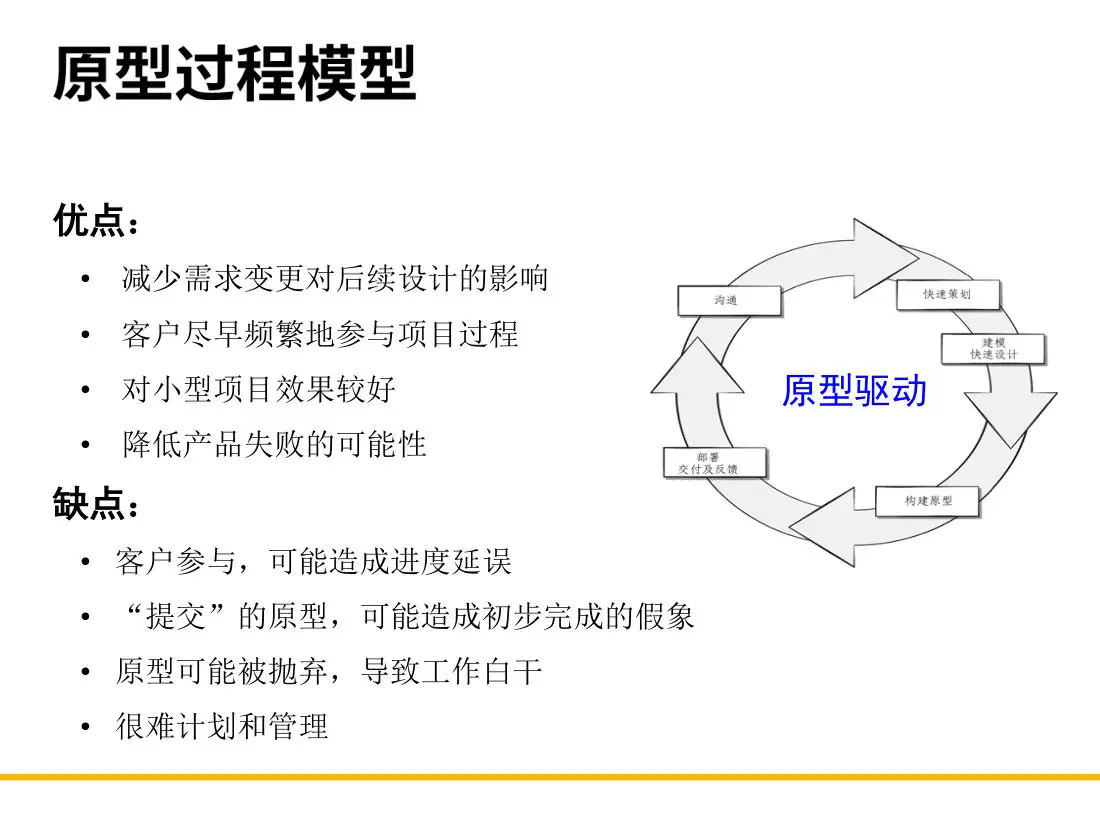 原型过程模型
优点：
• 减少需求变更对后续设计的影响
• 客户尽早频繁地参与项目过程
• 对小型项目效果较好
• 降低产品失败的可能性
缺点：
• 客户参与，可能造成进度延误
• “提交”的原型，可能造成初步完成的假象
• 原型可能被抛弃，导致工作白干
• 很难计划和管理
沟通
快速策划
建模
快速设计
原型驱动
部署
交付及反馈
构建原型